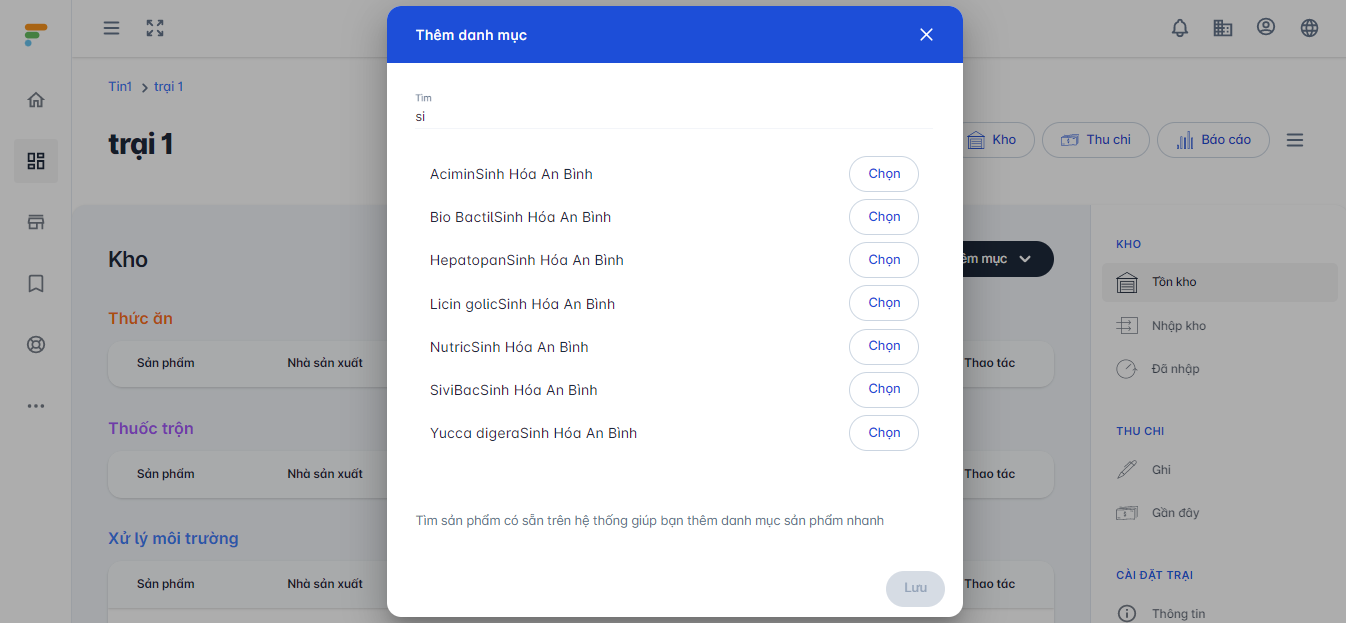 Thêm danh mục
Tìm
si
AciminSinh Hóa An Bình
Chọn
Bio BactilSinh Hóa An Bình
Chọn
HepatopanSinh Hóa An Bình
Chọn
Licin golicSinh Hóa An Bình
Chọn
NutricSinh Hóa An Bình
Chọn
SiviBacSinh Hóa An Bình
Chọn
Yucca digeraSinh Hóa An Bình
Chọn
Tìm sản phẩm có sẵn trên hệ thống giúp bạn thêm danh mục sản phẩm nhanh
Lưu
Tin1 > trại 1
trại 1
Kho
Thu chi
Báo cáo
Kho
mục
Thức ăn
Sản phẩm
Nhà sản xuất
Thao tác
Thuốc trộn
Sản phẩm
Nhà sản xuất
Thao tác
Xử lý môi trường
Sản phẩm
Nhà sản xuất
Thao tác
KHO
Tồn kho
Nhập kho
Đã nhập
THU CHI
Ghi
Gần đây
CÀI ĐẶT TRẠI
Thông tin